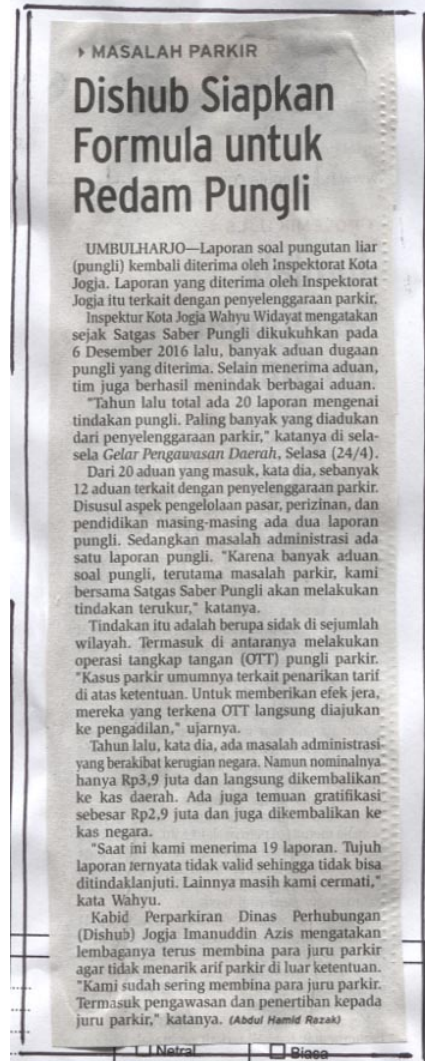 ▸ MASALAH PARKIR
Dishub Siapkan
Formula untuk
Redam Pungli
UMBULHARJO—Laporan soal pungutan liar
(pungli) kembali diterima oleh Inspektorat Kota
Jogja. Laporan yang diterima oleh Inspektorat
Jogja itu terkait dengan penyelenggaraan parkir.
Inspektur Kota Jogja Wahyu Widayat mengatakan
sejak Satgas Saber Pungli dikukuhkan pada
6 Desember 2016 lalu, banyak aduan dugaan
pungli yang diterima. Selain menerima aduan,
tim juga berhasil menindak berbagai aduan.
"Tahun lalu total ada 20 laporan mengenai
tindakan pungli. Paling banyak yang diadukan
dari penyelenggaraan parkir," katanya di sela-
sela Gelar Pengawasan Daerah, Selasa (24/4).
Dari 20 aduan yang masuk, kata dia, sebanyak
12 aduan terkait dengan penyelenggaraan parkir.
Disusul aspek pengelolaan pasar, perizinan, dan
pendidikan masing-masing ada dua laporan
pungli. Sedangkan masalah administrasi ada
satu laporan pungli. "Karena banyak aduan
soal pungli, terutama masalah parkir, kami
bersama Satgas Saber Pungli akan melakukan
tindakan terukur," katanya.
Tindakan itu adalah berupa sidak di sejumlah
wilayah. Termasuk di antaranya melakukan
operasi tangkap tangan (OTT) pungli parkir.
"Kasus parkir umumnya terkait penarikan tarif
di atas ketentuan. Untuk memberikan efek jera,
mereka yang terkena OTT langsung diajukan
ke pengadilan," ujarnya.
Tahun lalu, kata dia, ada masalah administrasi
yang berakibat kerugian negara. Namun nominalnya
hanya Rp3,9 juta dan langsung dikembalikan
ke kas daerah. Ada juga temuan gratifikasi
sebesar Rp2,9 juta dan juga dikembalikan ke
kas negara.
"Saat ini kami menerima 19 laporan. Tujuh
laporan ternyata tidak valid sehingga tidak bisa
ditindaklanjuti. Lainnya masih kami cermati,"
kata Wahyu.
Kabid Perparkiran Dinas Perhubungan
(Dishub) Jogja Imanuddin Azis mengatakan
lembaganya terus membina para juru parkir
agar tidak menarik arif parkir di luar ketentuan.
"Kami sudah sering membina para juru parkir.
Termasuk pengawasan dan penertiban kepada
juru parkir," katanya. (Abdul Hamid Razak)
Netral Biasa